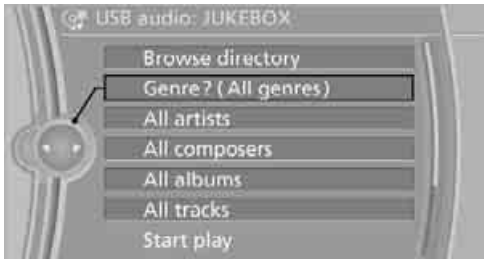 USB audio: JUKEBOX
Browse directory
Genre? (All genres)
All artists
All composers
All albums
All tracks
Start play